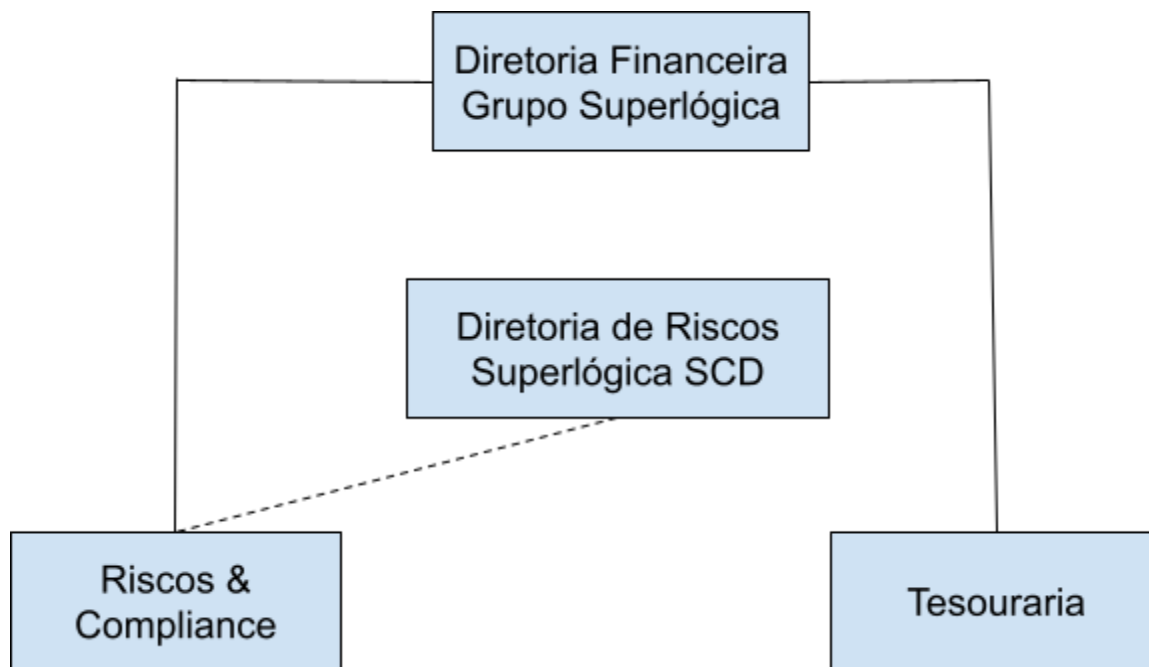 Diretoria Financeira
Grupo Superlógica
Diretoria de Riscos
Superlógica SCD
Riscos &
Compliance
Tesouraria